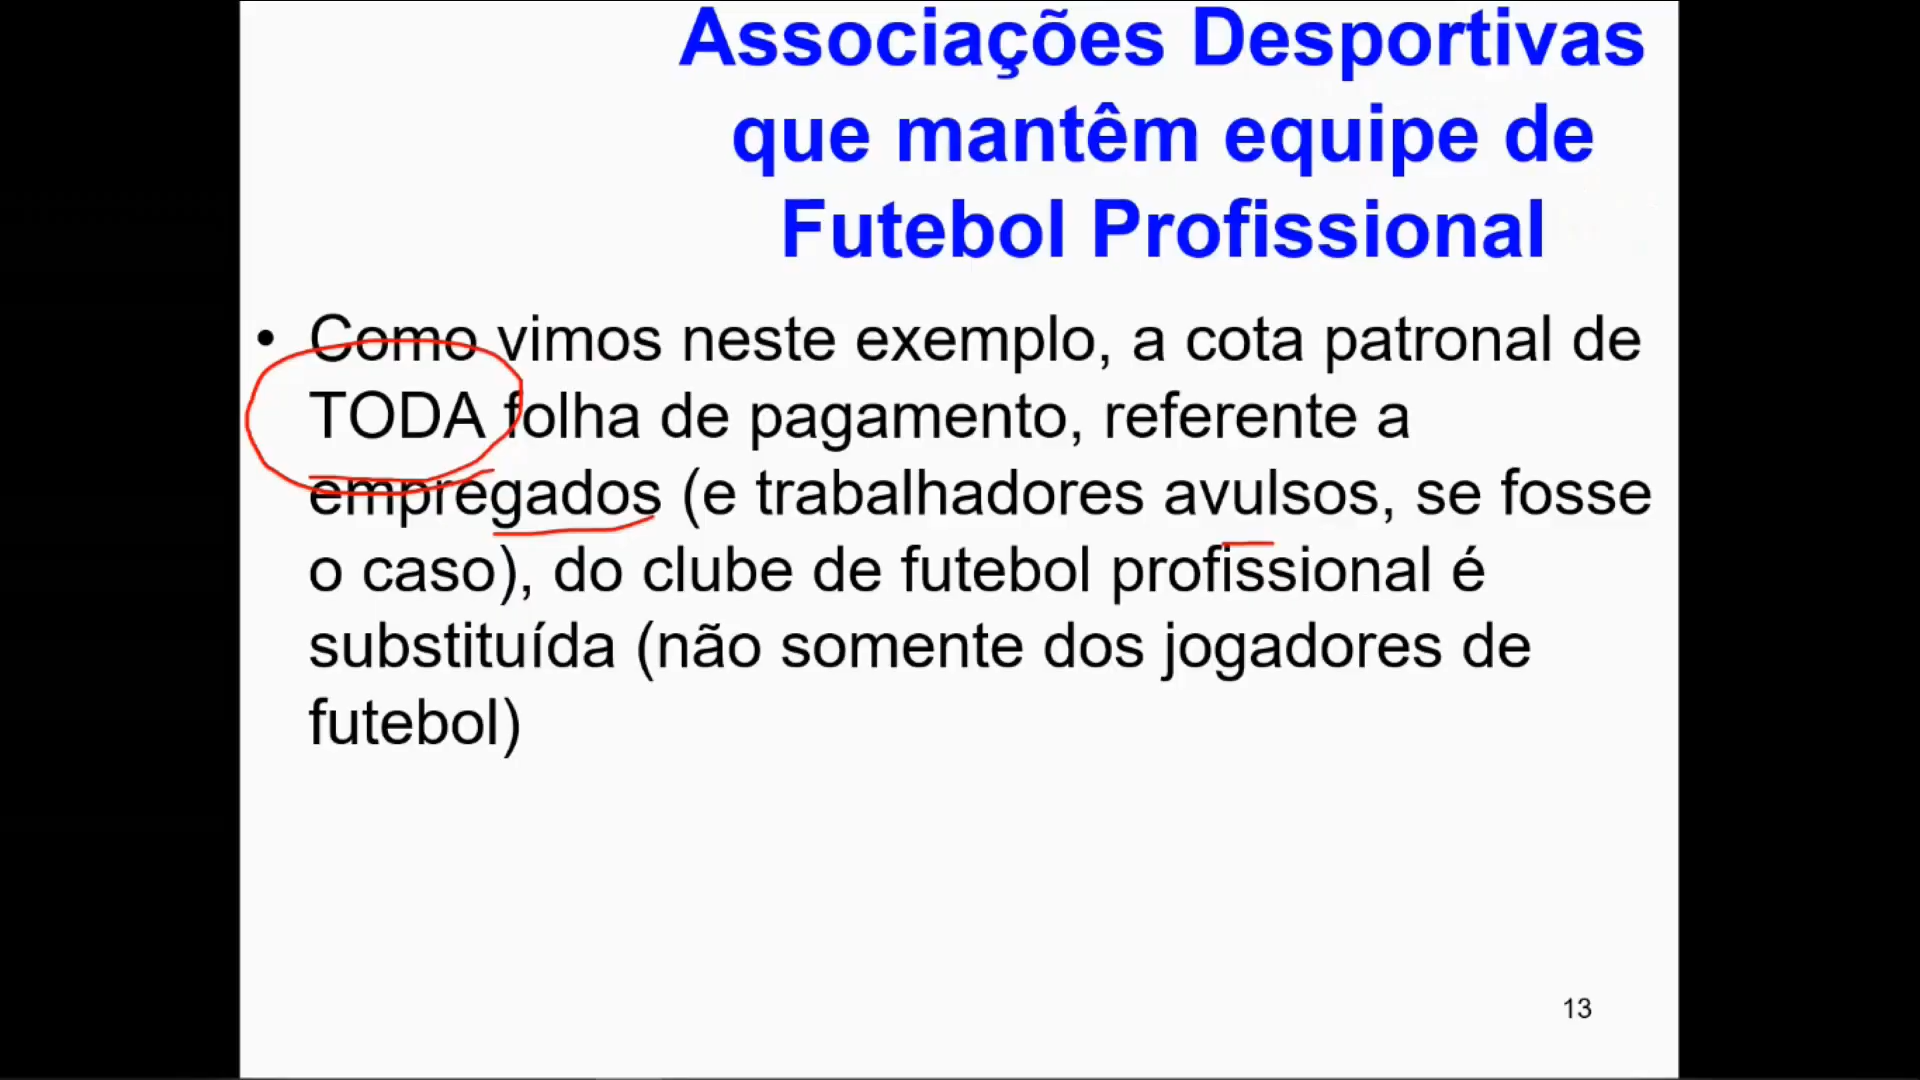 Associações Desportivas
que mantêm equipe de
Futebol Profissional
• Como vimos neste exemplo, a cota patronal de
TODA folha de pagamento, referente a
empregados (e trabalhadores avulsos, se fosse
o caso), do clube de futebol profissional é
substituída (não somente dos jogadores de
futebol)
13